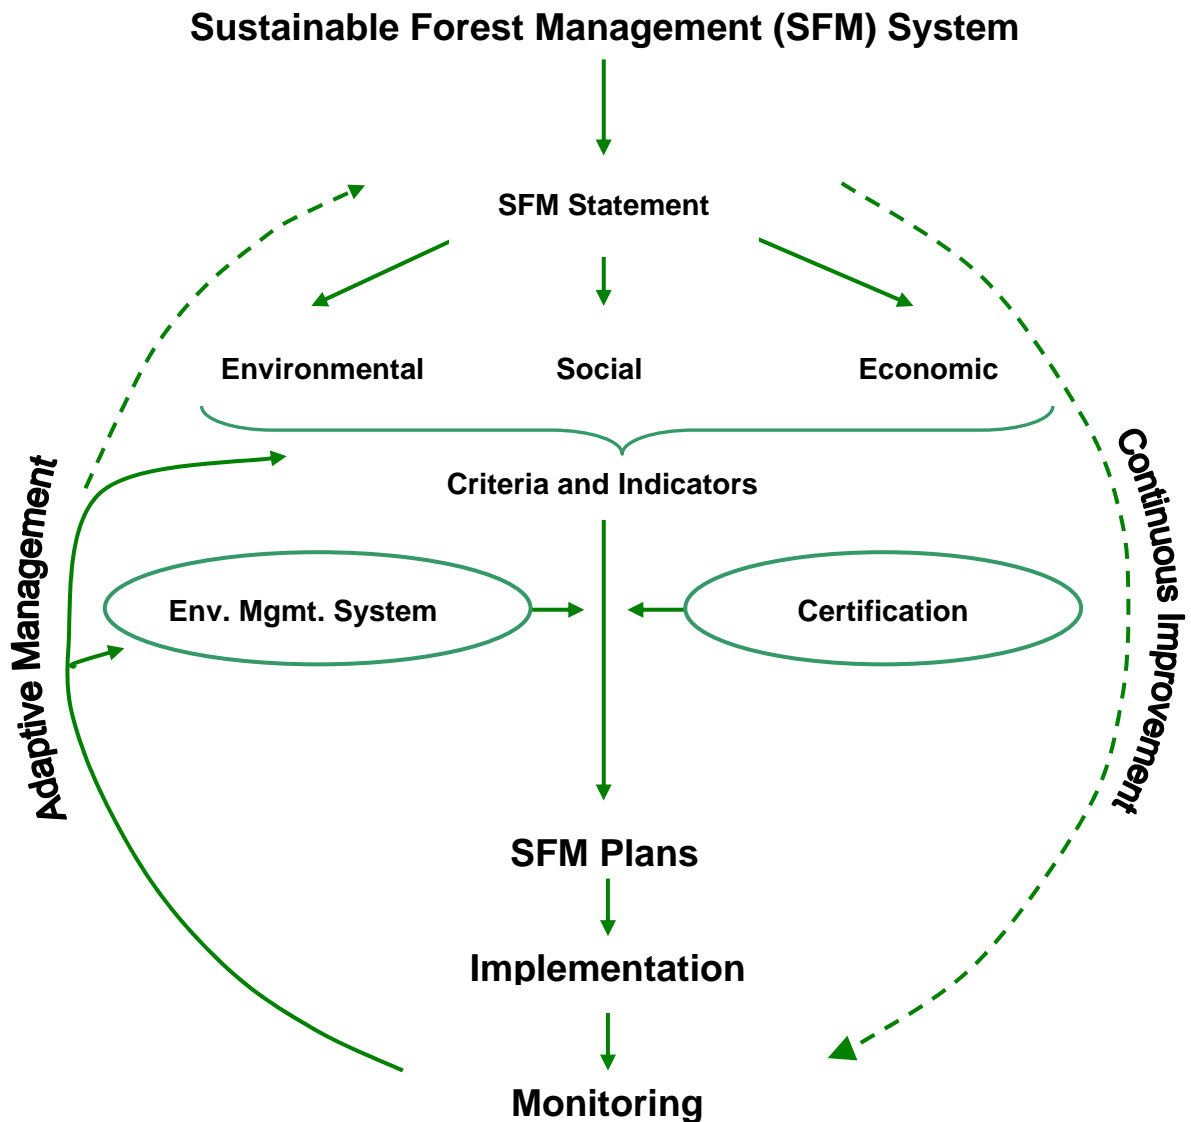 Sustainable Forest Management (SFM) System
SFM Statement
Environmental
Social
Economic
Criteria and Indicators
Adaptive Management
Continuous Improvement
Env. Mgmt. System
Certification
SFM Plans
Implementation
Monitoring